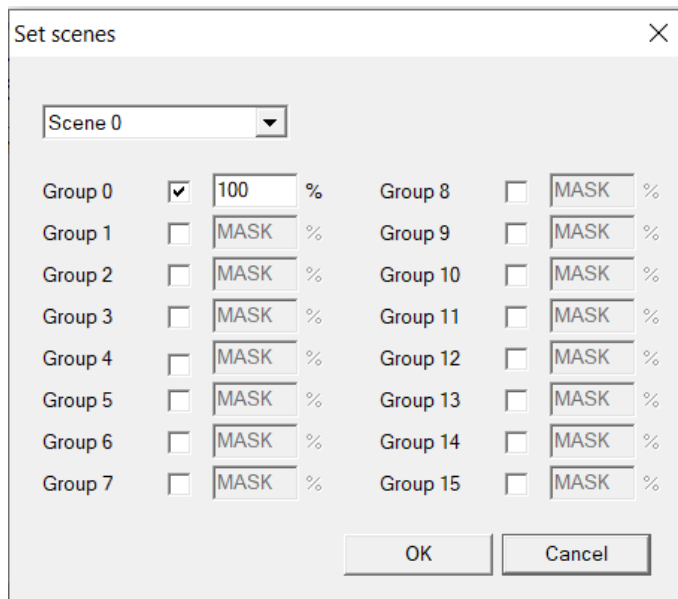 Set scenes
Scene 0
Group 0 100 % Group 8 MASK %
Group 1 MASK % Group 9 MASK %
Group 2 MASK % Group 10 MASK %
Group 3 MASK % Group 11 MASK %
Group 4 MASK % Group 12 MASK %
Group 5 MASK % Group 13 MASK %
Group 6 MASK % Group 14 MASK %
Group 7 MASK % Group 15 MASK %
OK Cancel